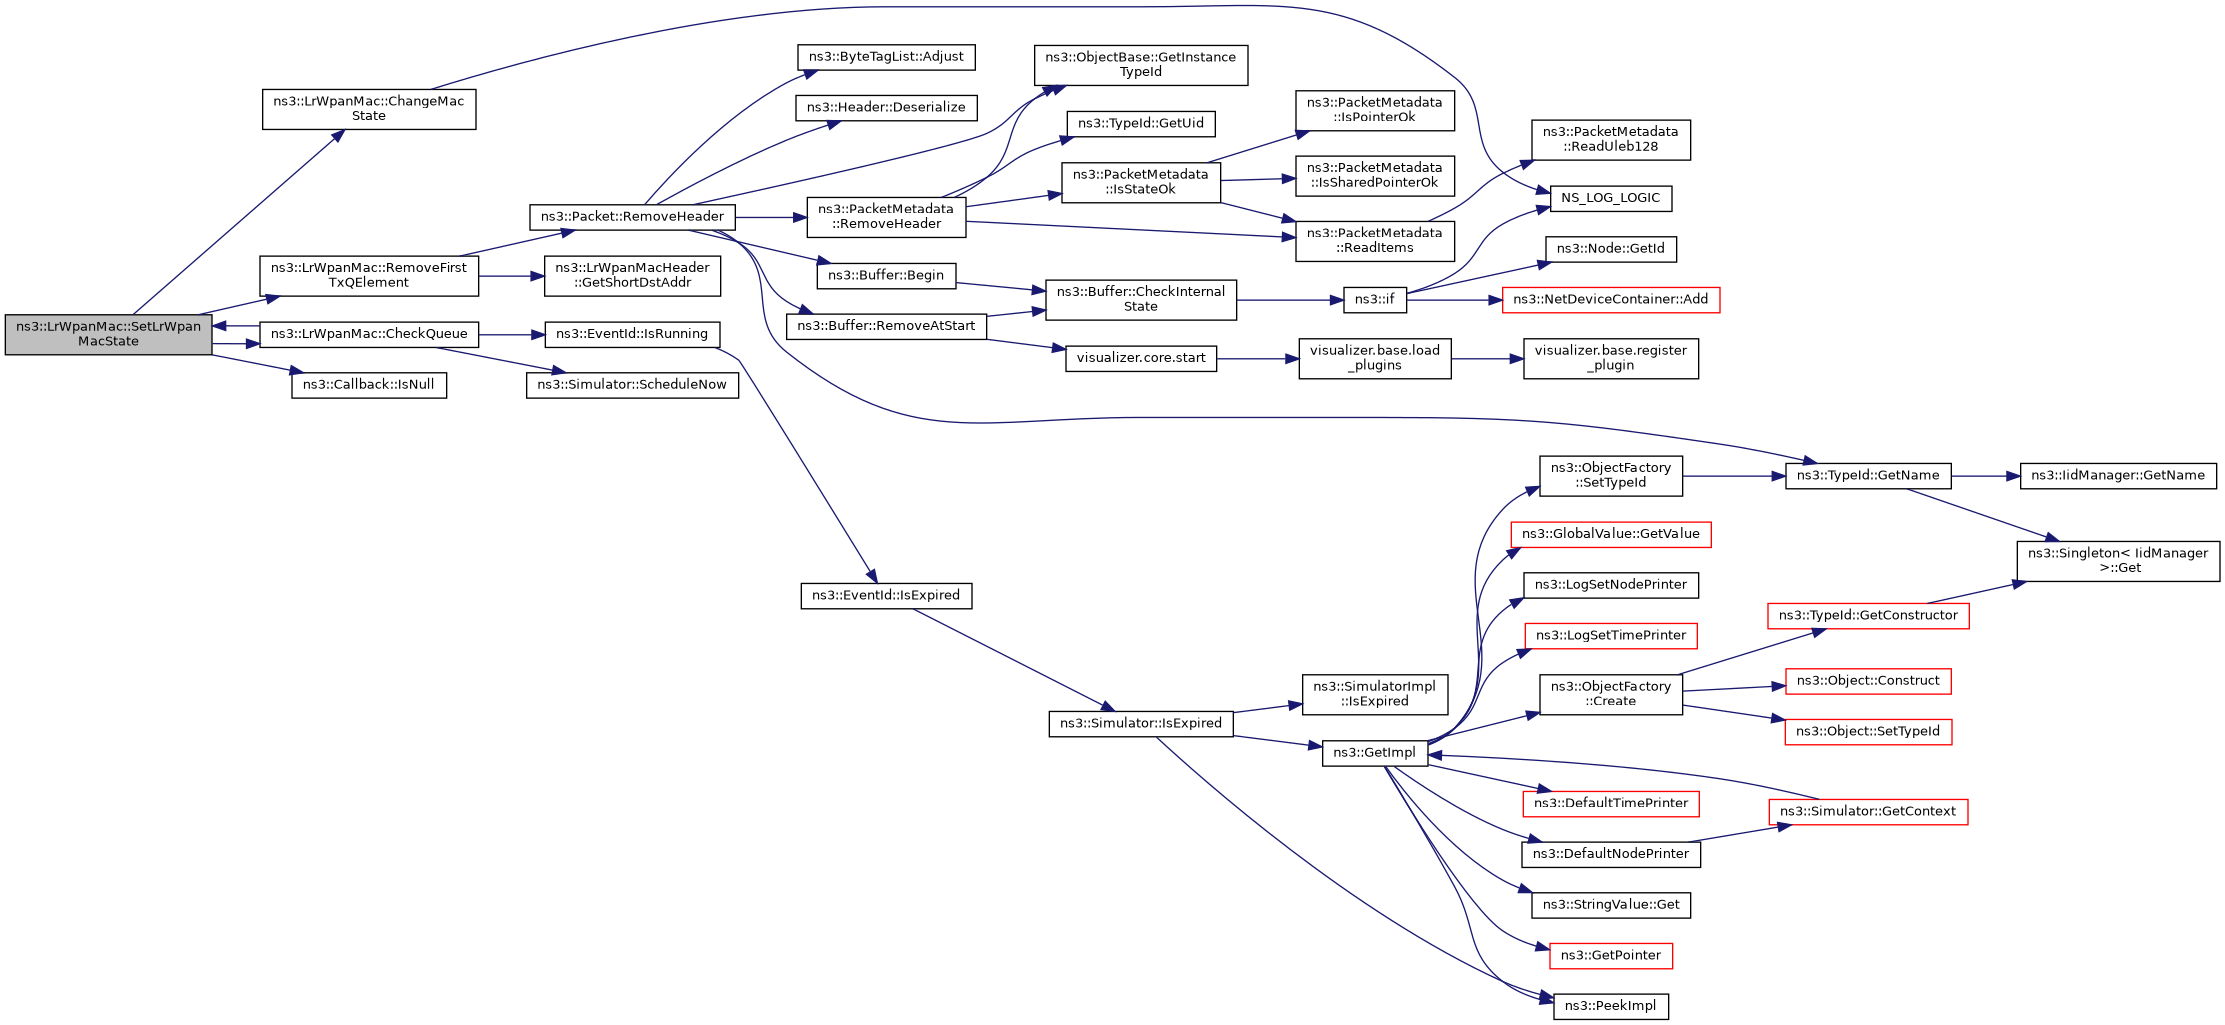 ns3::LrWpanMac::SetLrWpan
MacState
ns3::LrWpanMac::ChangeMac
State
ns3::LrWpanMac::RemoveFirst
TxQElement
ns3::LrWpanMac::CheckQueue
ns3::Callback::IsNull
ns3::Packet::RemoveHeader
ns3::LrWpanMacHeader
::GetShortDstAddr
ns3::EventId::IsRunning
ns3::Simulator::ScheduleNow
ns3::ByteTagList::Adjust
ns3::Header::Deserialize
ns3::PacketMetadata
::RemoveHeader
ns3::Buffer::Begin
ns3::Buffer::RemoveAtStart
ns3::EventId::IsExpired
ns3::ObjectBase::GetInstance
TypeId
ns3::TypeId::GetUid
ns3::PacketMetadata
::IsStateOk
ns3::Buffer::CheckInternal
State
visualizer.core.start
ns3::Simulator::IsExpired
ns3::PacketMetadata
::IsPointerOk
ns3::PacketMetadata
::IsSharedPointerOk
ns3::PacketMetadata
::ReadItems
ns3::if
visualizer.base.load
_plugins
ns3::SimulatorImpl
::IsExpired
ns3::GetImpl
ns3::PacketMetadata
::ReadUleb128
NS_LOG_LOGIC
ns3::Node::GetId
ns3::NetDeviceContainer::Add
visualizer.base.register
_plugin
ns3::ObjectFactory
::SetTypeId
ns3::GlobalValue::GetValue
ns3::LogSetNodePrinter
ns3::LogSetTimePrinter
ns3::ObjectFactory
::Create
ns3::DefaultTimePrinter
ns3::DefaultNodePrinter
ns3::StringValue::Get
ns3::GetPointer
ns3::PeekImpl
ns3::TypeId::GetName
ns3::TypeId::GetConstructor
ns3::Object::Construct
ns3::Object::SetTypeId
ns3::Simulator::GetContext
ns3::IidManager::GetName
ns3::Singleton< IidManager
>::Get